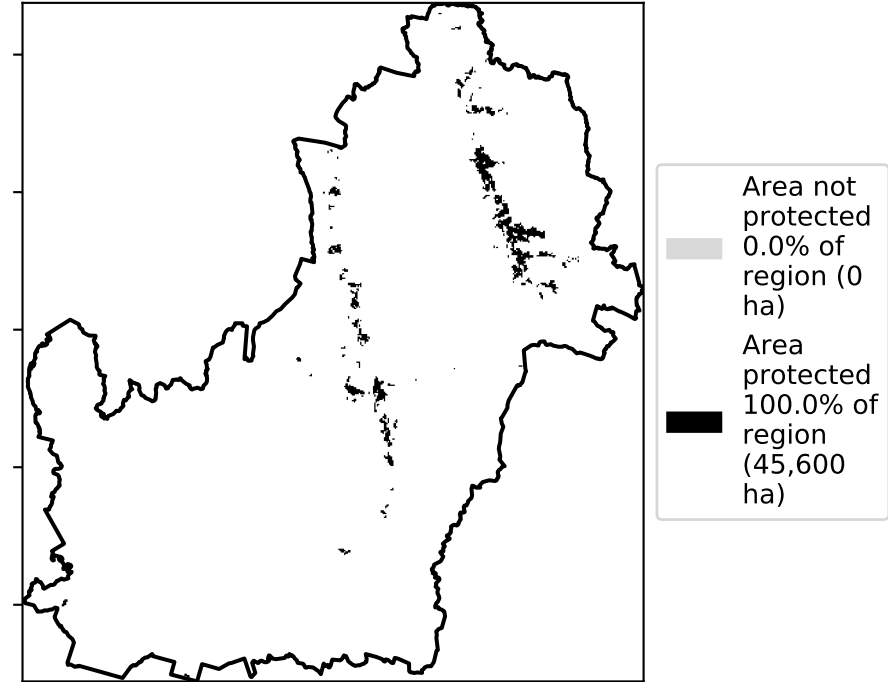 Area not
protected
0.0% of
region (0
ha)
Area
protected
100.0% of
region
(45,600
ha)